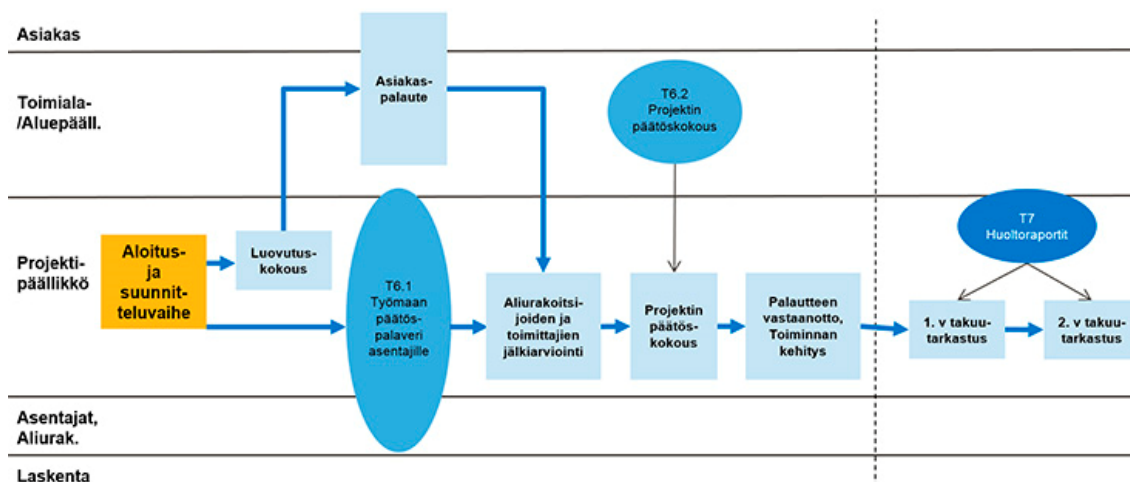 Asiakas
Toimiala-
/Aluepääll.
Asiakas-
palaute
T6.2
Projektin
päätöskokous
Projekti-
päällikkö
Aloitus-
ja
suunnit-
teluvaihe
Luovutus-
kokous
T6.1
Työmaan
päätös-
palaveri
asentajille
Aliurakoitsi-
joiden ja
toimittajien
jälkiarviointi
Projektin
päätös-
kokous
Palautteen
vastaanotto,
Toiminnan
kehitys
T7
Huoltoraportit
1. v takuu-
tarkastus
2. v takuu-
tarkastus
Asentajat,
Aliurak.
Laskenta